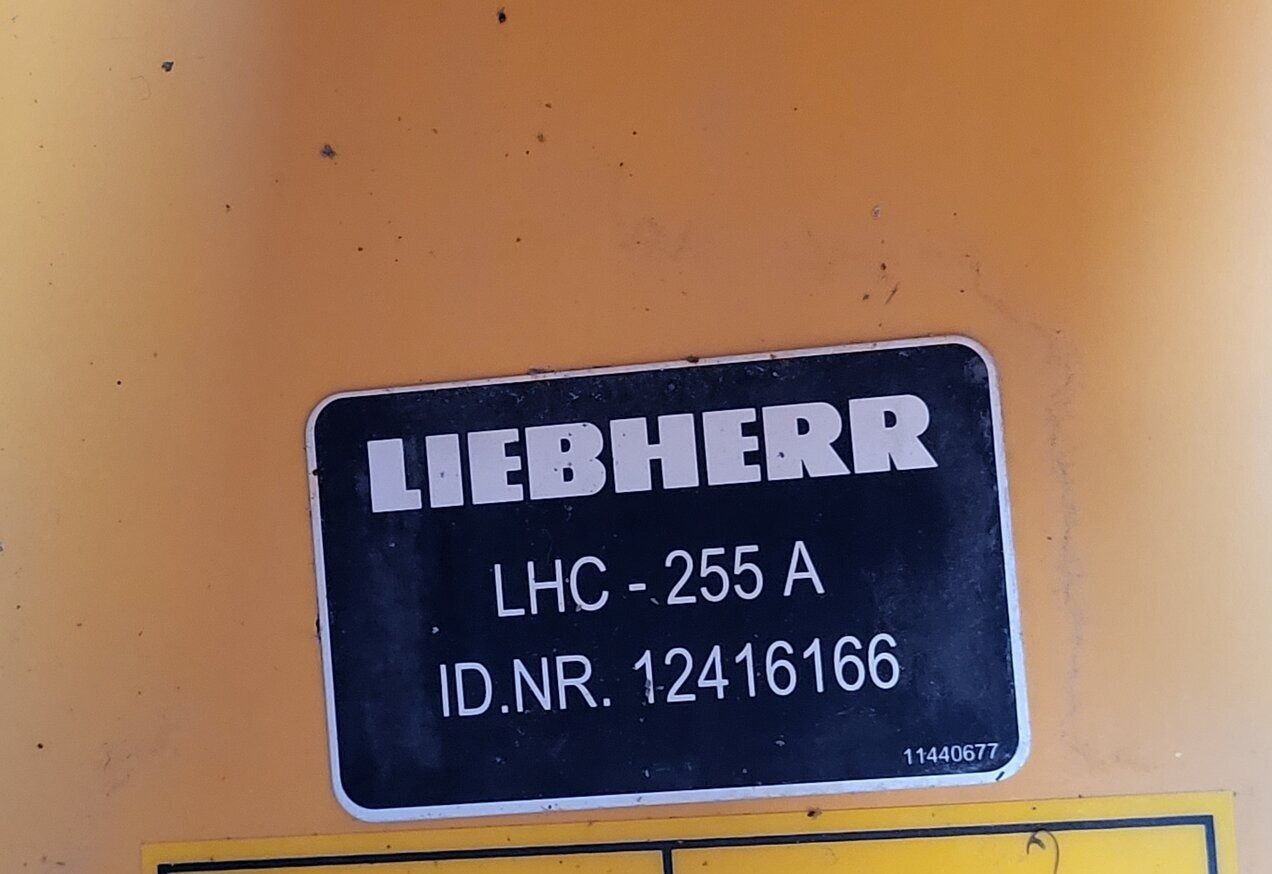 LIEBHERR
LHC - 255 A
ID.NR. 12416166
11440677